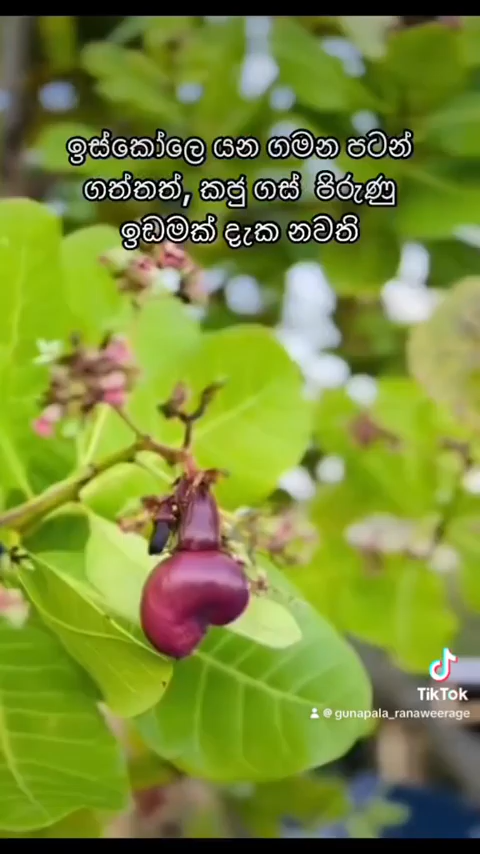 ඉස්කෝලෙ යන ගමන පටන්
ගත්තත්, කජු ගස් පිරුණු
ඉඩමක් දැක නවති
TikTok
@gunapala_ranaweerage